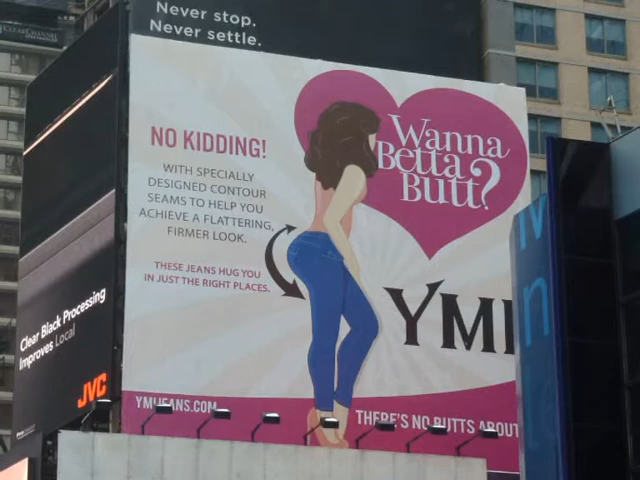 CLEAR CHANNEL
Never stop.
Never settle.
NO KIDDING!
WITH SPECIALLY
DESIGNED CONTOUR
SEAMS TO HELP YOU
ACHIEVE A FLATTERING,
FIRMER LOOK.
THESE JEANS HUG YOU
IN JUST THE RIGHT PLACES.
Wanna
Betta
Butt?
YMI
YMIJEANS.COM
THERE'S NO BUTTS ABOUT
Clear Black Processing
Improves Local
JVC